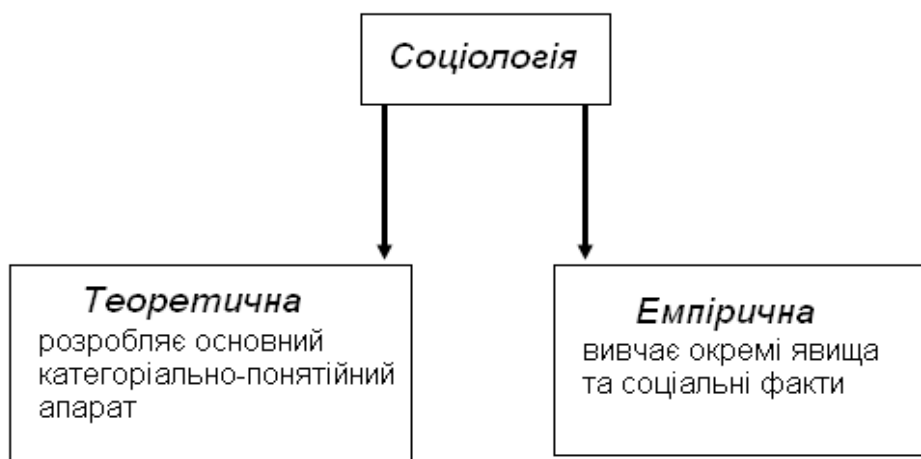 Соціологія
Теоретична
розробляє основний
категоріально-понятійний
апарат
Емпірична
вивчає окремі явища
та соціальні факти